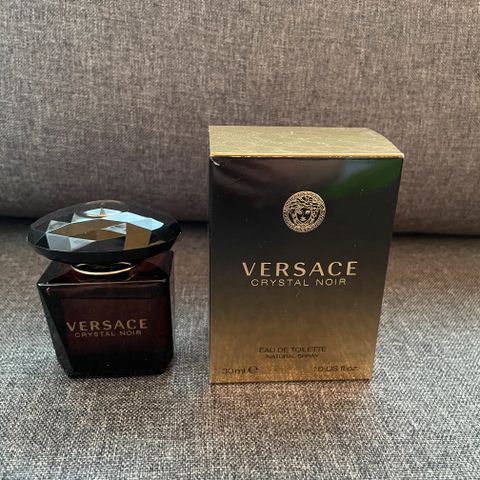 VERSACE
CRYSTAL NOIR
VERSACE
CRYSTAL NOIR
EAU DE TOILETTE
NATURAL SPRAY
30ml ℮ 1.0 US fl.oz.